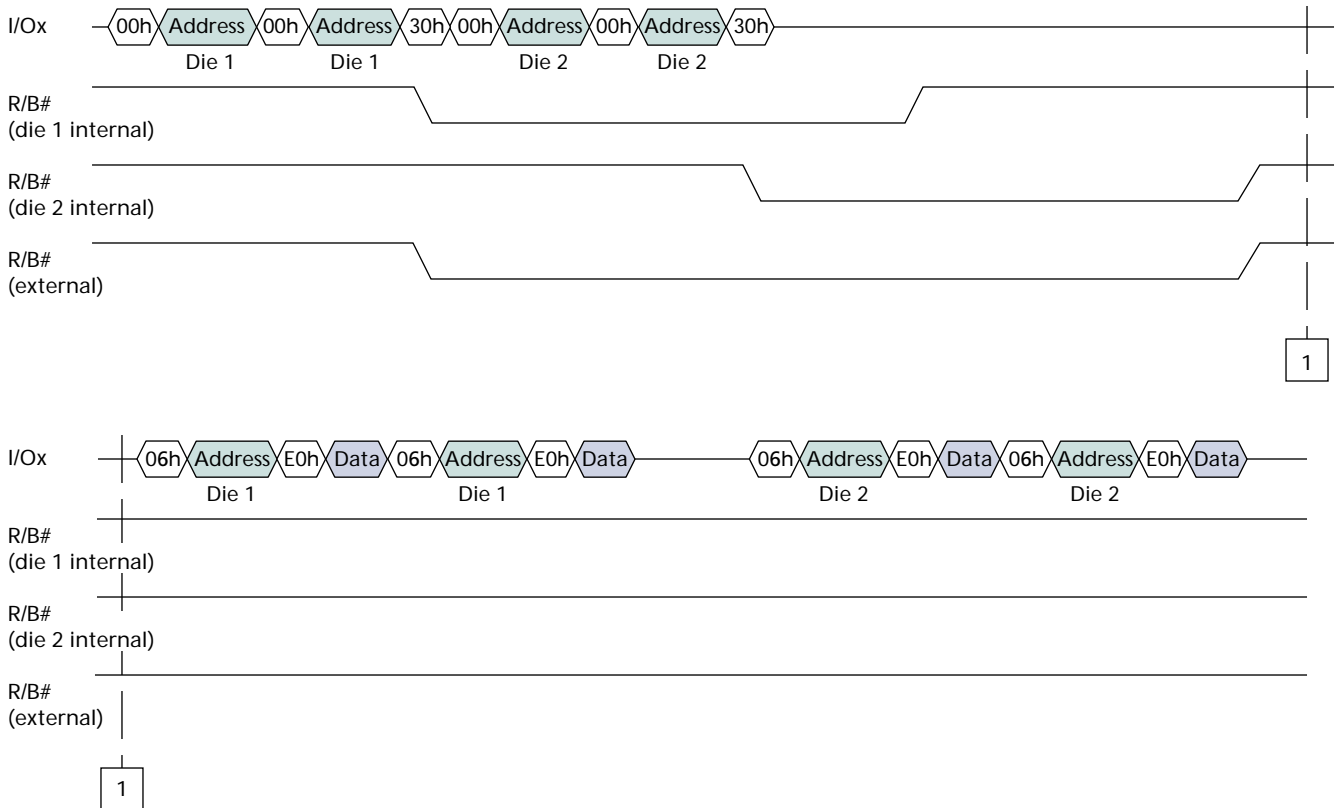 I/Ox 00h Address 00h Address 30h 00h Address 00h Address 30h
Die 1 Die 1 Die 2 Die 2
R/B#
(die 1 internal)
R/B#
(die 2 internal)
R/B#
(external)
1
I/Ox 06h Address E0h Data 06h Address E0h Data 06h Address E0h Data 06h Address E0h Data
Die 1 Die 1 Die 2 Die 2
R/B#
(die 1 internal)
R/B#
(die 2 internal)
R/B#
(external)
1